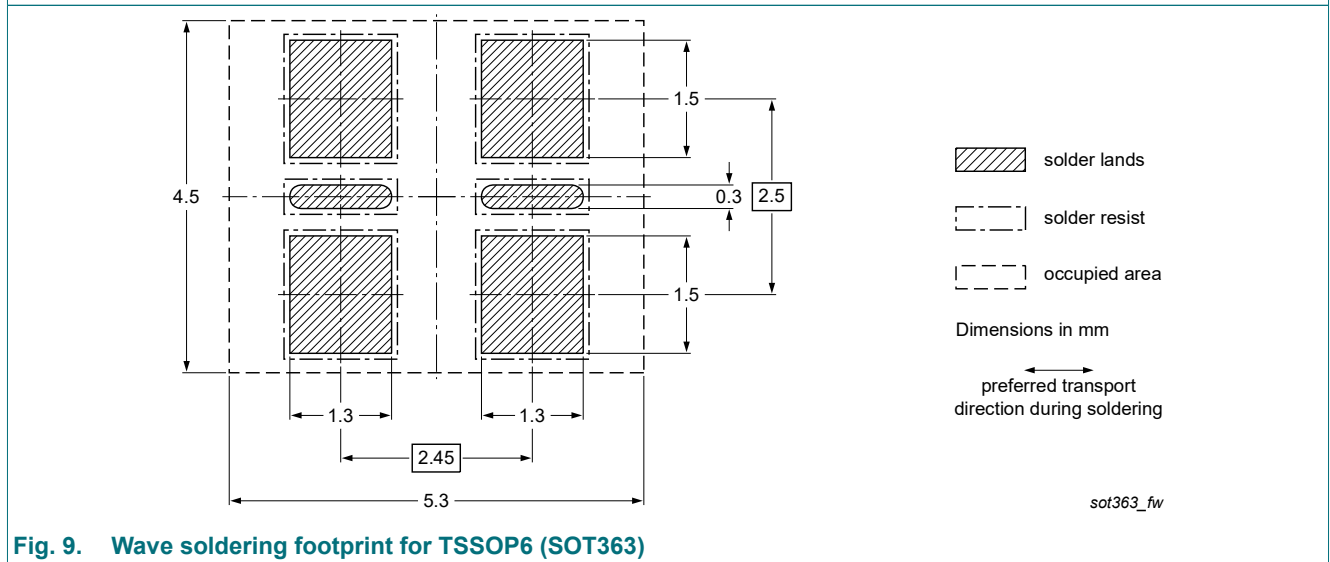 1.5
4.5
0.3
2.5
1.5
1.3
1.3
2.45
5.3
solder lands
solder resist
occupied area
Dimensions in mm
preferred transport
direction during soldering
sot363_fw
Fig. 9. Wave soldering footprint for TSSOP6 (SOT363)